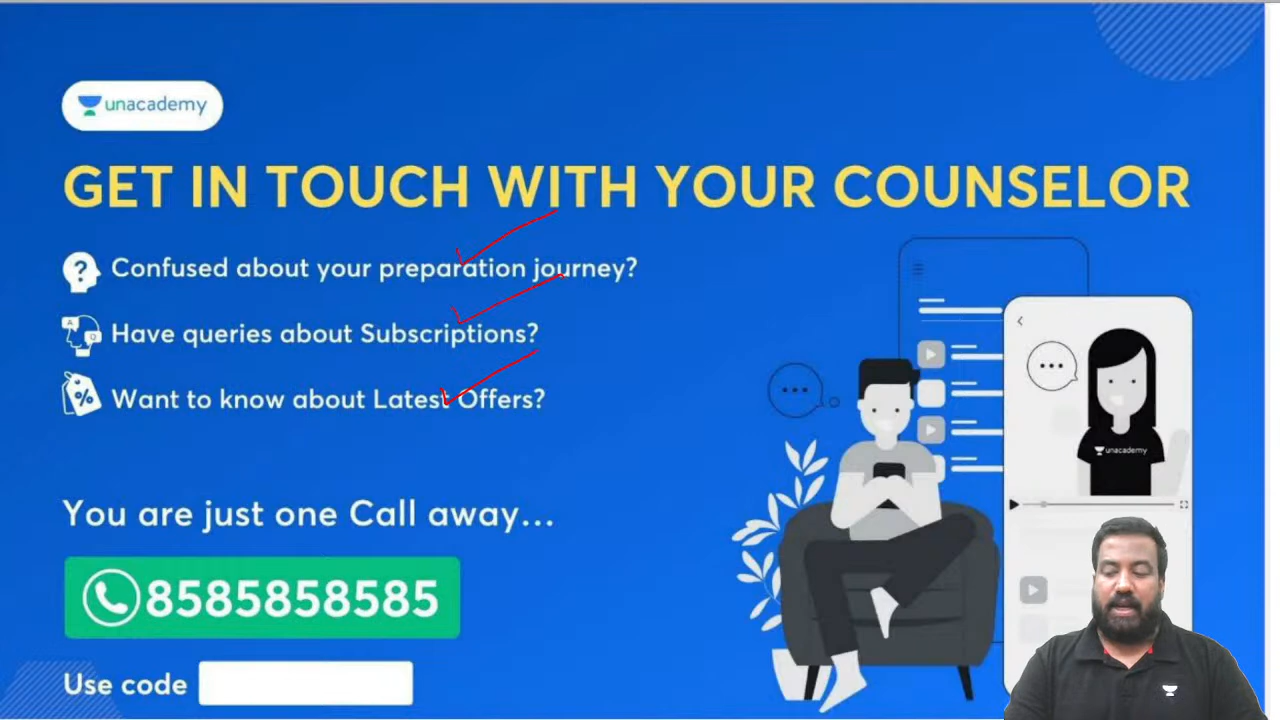 unacademy
GET IN TOUCH WITH YOUR COUNSELOR
? Confused about your preparation journey?
A Q Have queries about Subscriptions?
% Want to know about Latest Offers?
unacademy
You are just one Call away...
8585858585
Use code